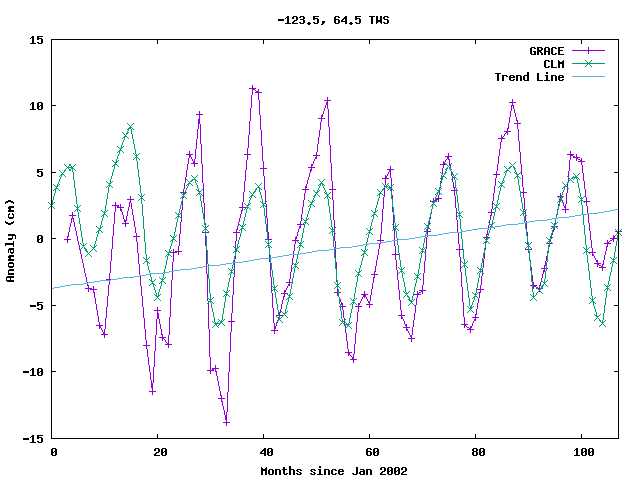 -123.5, 64.5 TWS
15
10
5
0
-5
-10
-15
Anomaly (cm)
GRACE
CLM
Trend Line
0 20 40 60 80 100
Months since Jan 2002